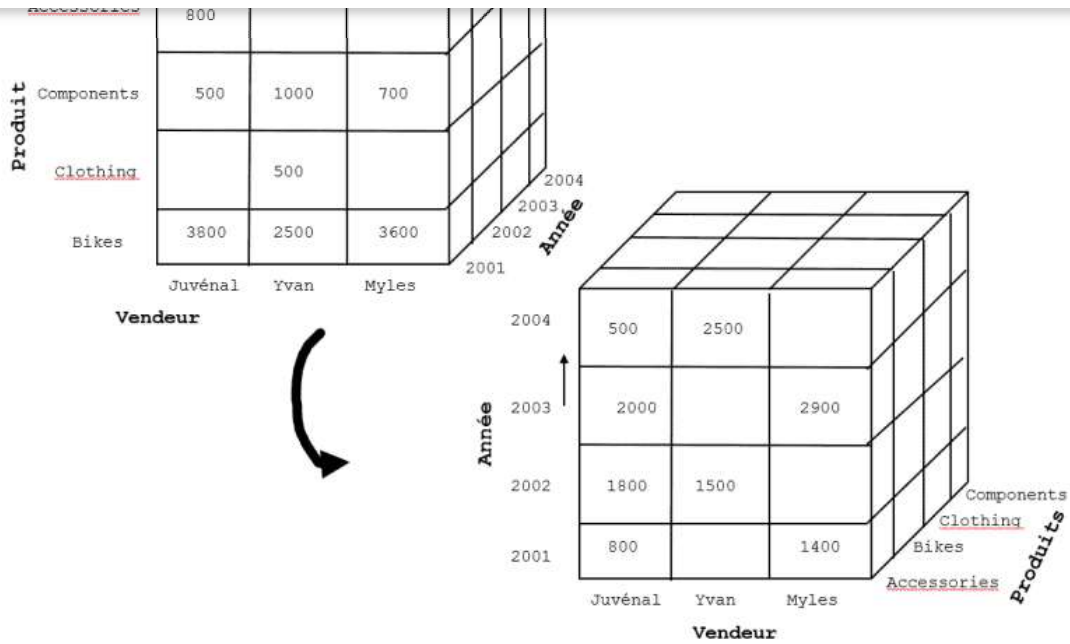 Accessories
800
Produit
Components 500 1000 700
Clothing 500
Bikes 3800 2500 3600
2004
2003
2002
2001
Année
Juvénal Yvan Myles
Vendeur
2004 500 2500
Année
2003 2000 2900
2002 1800 1500
2001 800 1400
Components
Clothing
Bikes
Accessories
Produits
Juvénal Yvan Myles
Vendeur